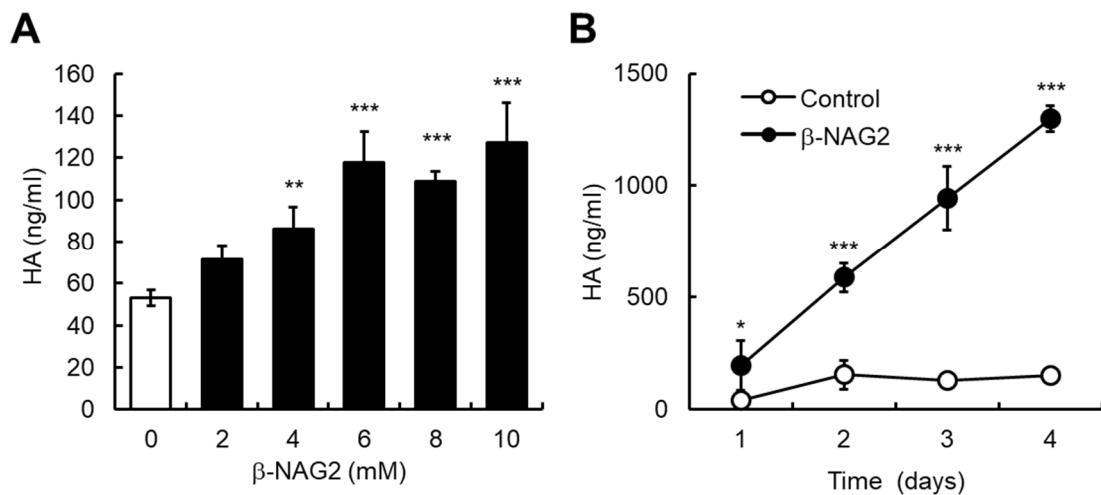 A
HA (ng/ml)
160
140
120
100
80
60
40
20
0
**
***
***
***
0 2 4 6 8 10
β-NAG2 (mM)
B
HA (ng/ml)
1500
1000
500
0
Control
β-NAG2
*
***
***
***
1 2 3 4
Time (days)